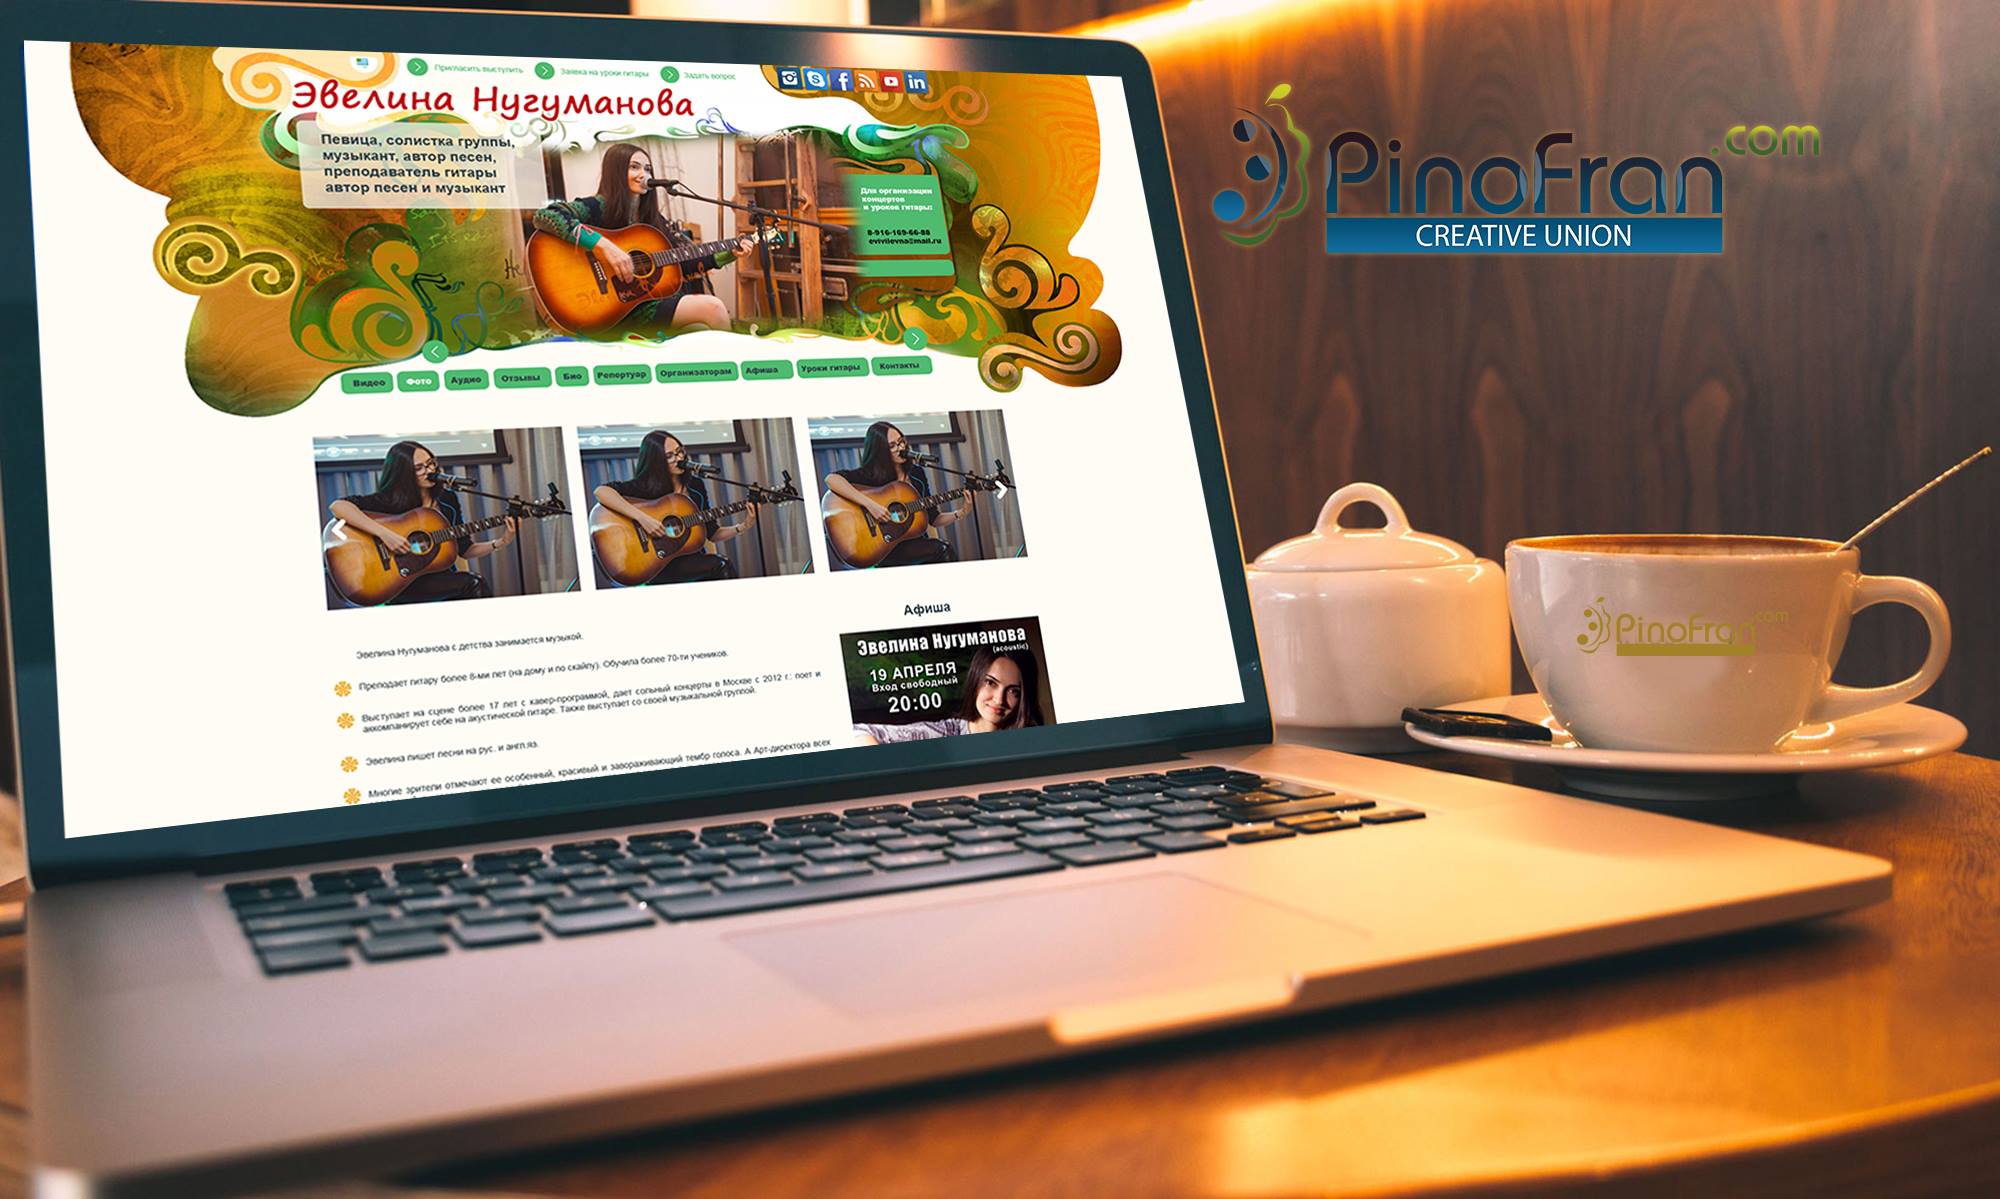 Пригласить выступить
Заявка на уроки гитары
Задать вопрос
Эвелина Нугуманова
Певица, солистка группы,
музыкант, автор песен,
преподаватель гитары
автор песен и музыкант
Для организации
концертов
и уроков гитары:
8-916-169-66-88
evivilevna@mail.ru
Видео
Фото
Аудио
Отзывы
Био
Репортуар
Организаторам
Афиша
Уроки гитары
Контакты
Эвелина Нугуманова с детства занимается музыкой.
Преподает гитару более 8-ми лет (на дому и по скайпу). Обучила более 70-ти учеников.
Выступает на сцене более 17 лет с кавер-программой, дает сольный концерты в Москве с 2012 г.: поет и
аккомпанирует себе на акустической гитаре. Также выступает со своей музыкальной группой.
Эвелина пишет песни на рус. и англ.яз.
Многие зрители отмечают ее особенный, красивый и завораживающий тембр голоса. А Арт-директора всех
Афиша
Эвелина Нугуманова
(acoustic)
19 АПРЕЛЯ
Вход свободный
20:00
PinoFran.com
CREATIVE UNION
PinoFran.com